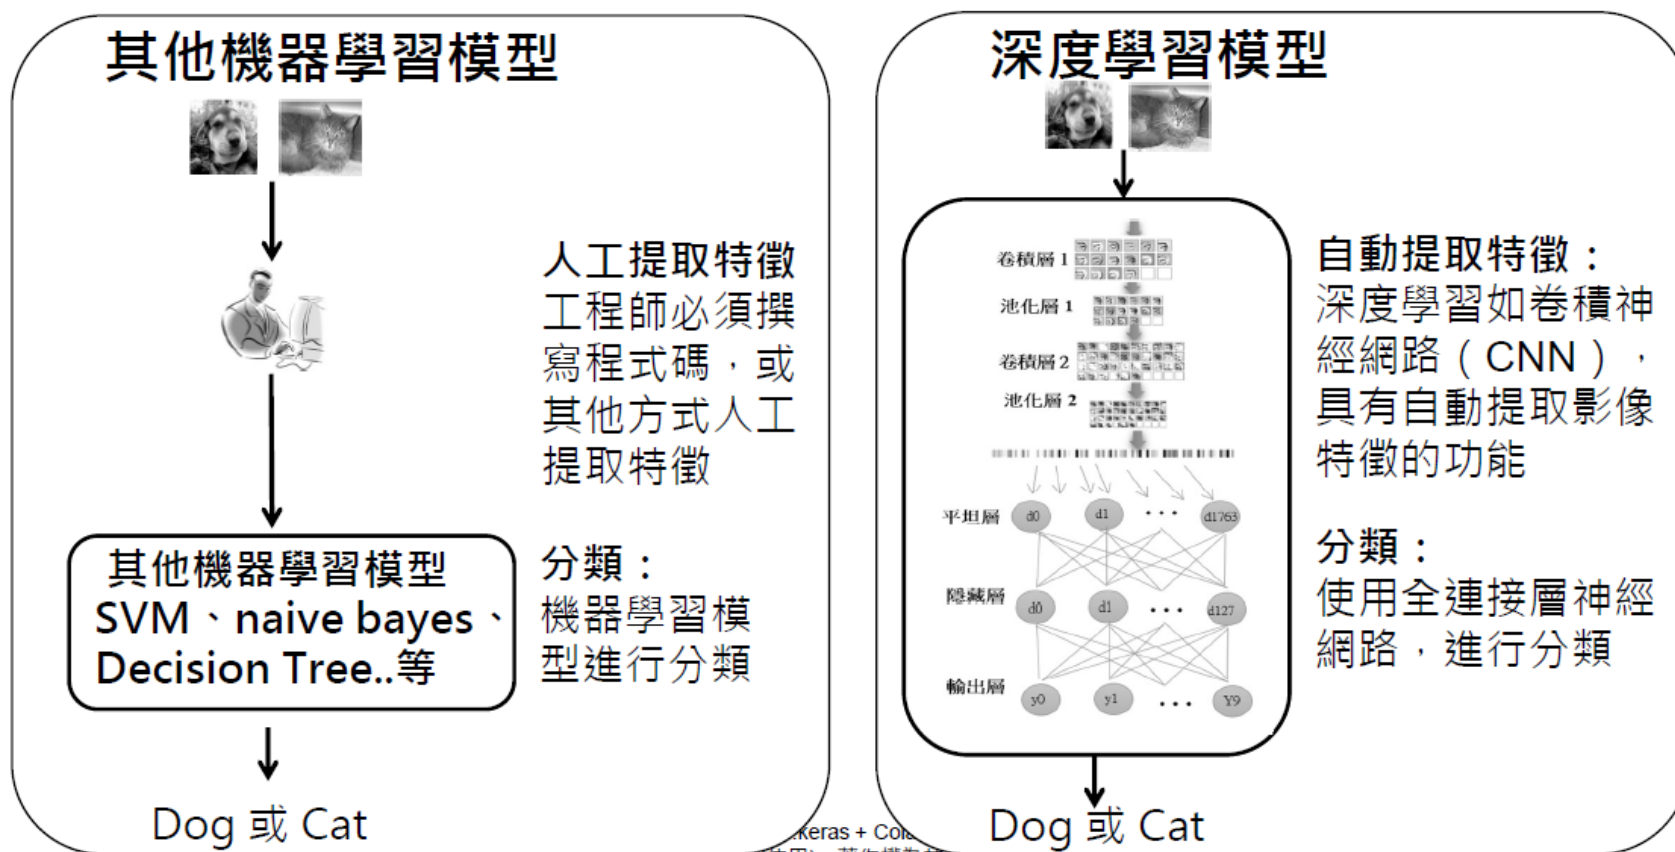 其他機器學習模型
人工提取特徵
工程師必須撰
寫程式碼，或
其他方式人工
提取特徵
其他機器學習模型
SVM、naive bayes、
Decision Tree..等
分類：
機器學習模
型進行分類
Dog 或 Cat
深度學習模型
卷積層 1
池化層 1
卷積層 2
池化層 2
平坦層 d0 d1 ... d1763
隱藏層 d0 d1 ... d127
輸出層 y0 y1 ... Y9
自動提取特徵：
深度學習如卷積神
經網路（CNN），
具有自動提取影像
特徵的功能
分類：
使用全連接層神經
網路，進行分類
Dog 或 Cat
.keras + Cola